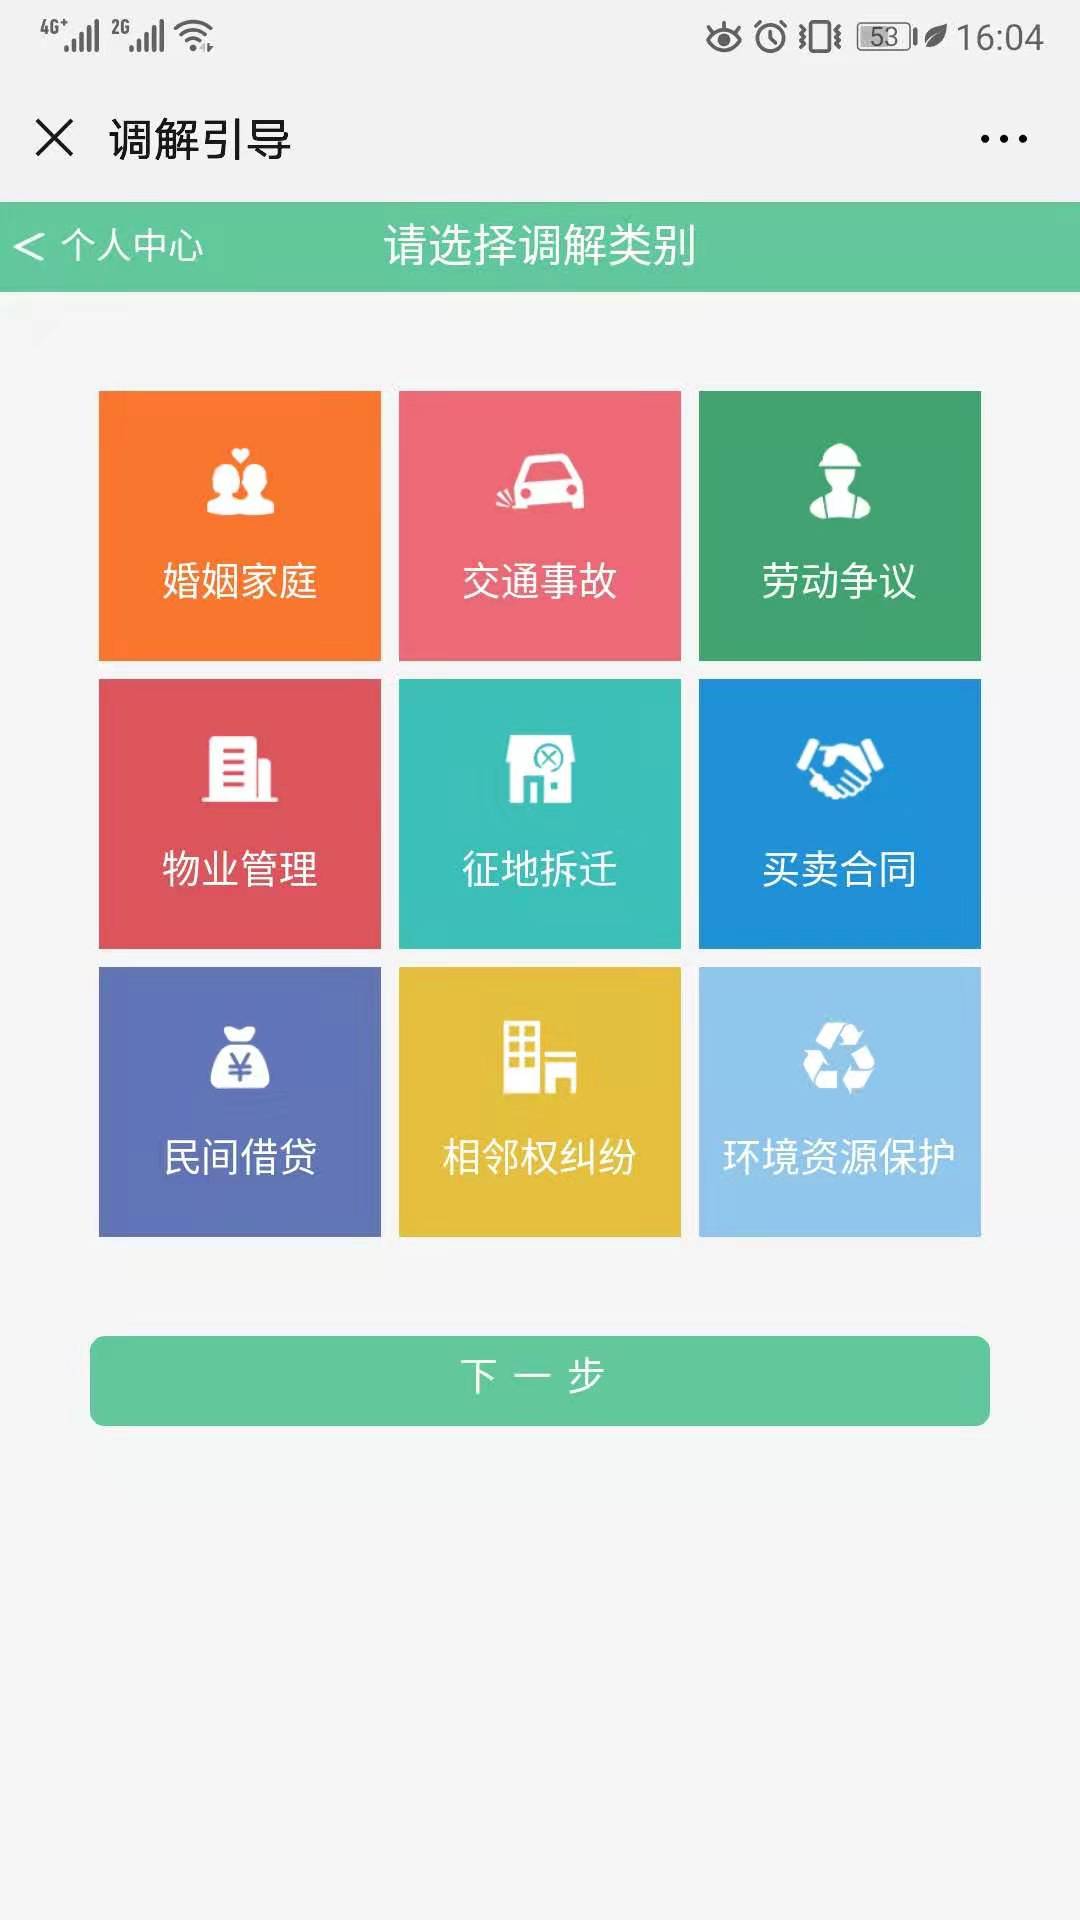 4G+ 2G 53 16:04
调解引导
< 个人中心 请选择调解类别
婚姻家庭 交通事故 劳动争议
物业管理 征地拆迁 买卖合同
¥
民间借贷 相邻权纠纷 环境资源保护
下一步